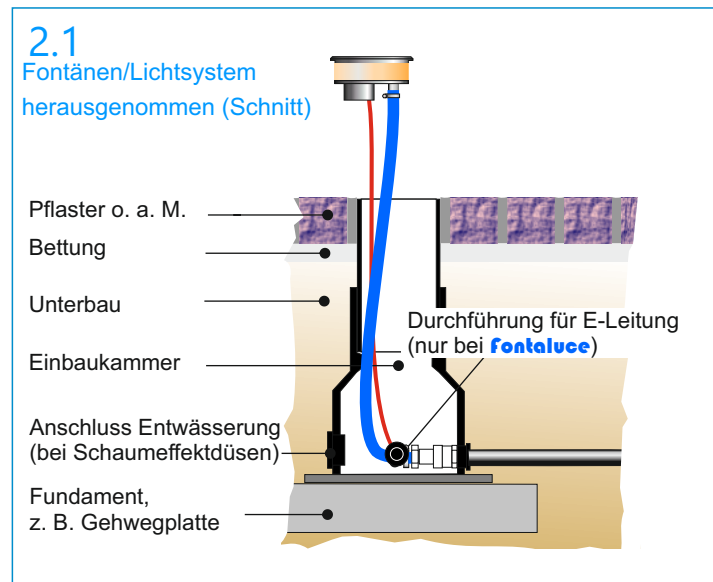 2.1
Fontänen/Lichtsystem
herausgenommen (Schnitt)
Pflaster o. a. M.
Bettung
Unterbau
Durchführung für E-Leitung
(nur bei Fontaluce)
Einbaukammer
Anschluss Entwässerung
(bei Schaumeffektdüsen)
Fundament,
z. B. Gehwegplatte